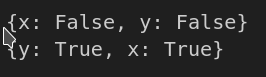 {x: False, y: False}
{y: True, x: True}